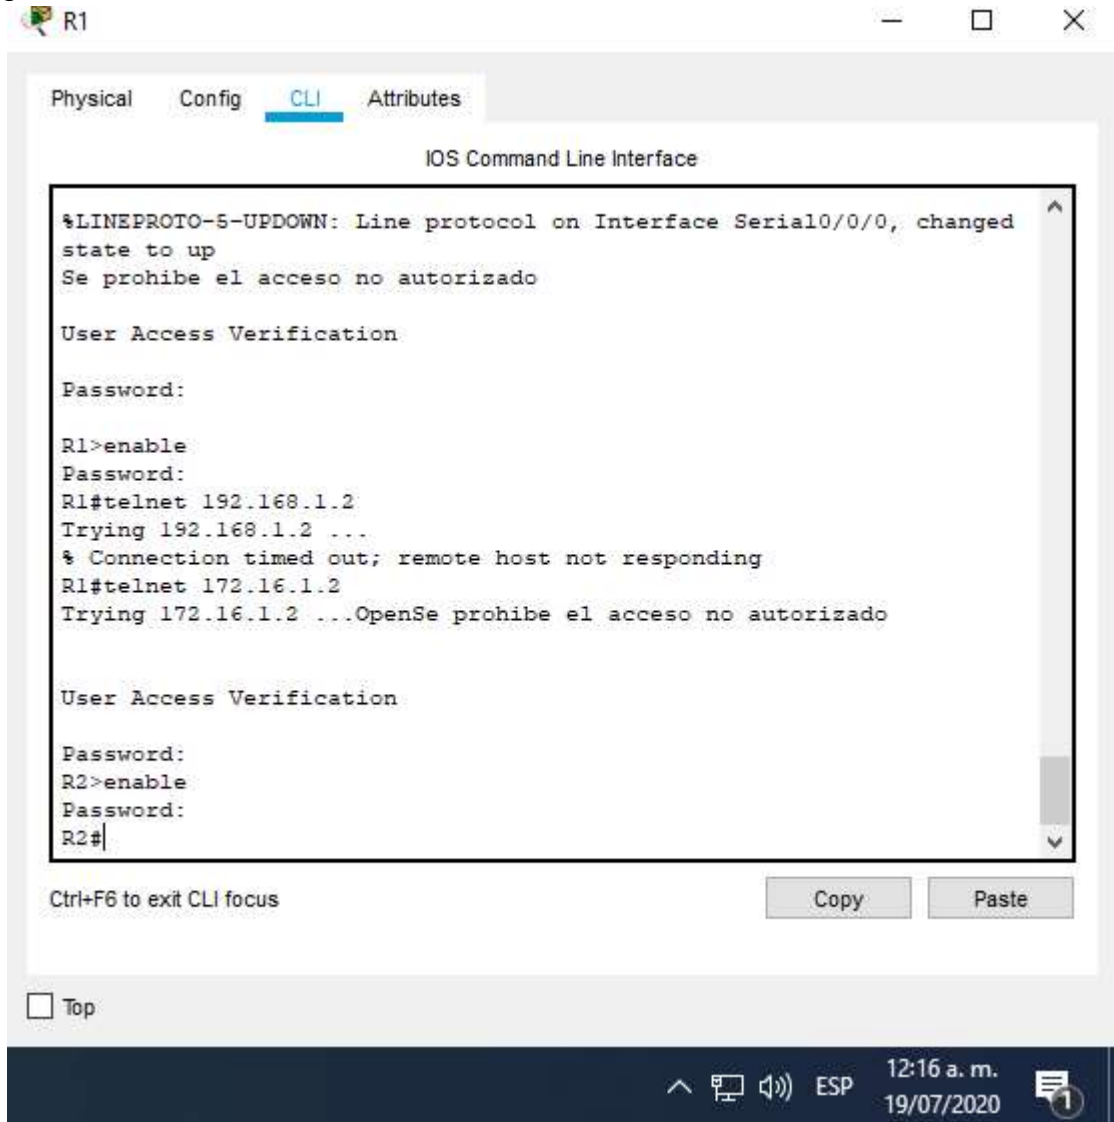 R1
Physical Config CLI Attributes
IOS Command Line Interface
%LINEPROTO-5-UPDOWN: Line protocol on Interface Serial0/0/0, changed
state to up
Se prohibe el acceso no autorizado
User Access Verification
Password:
R1>enable
Password:
R1#telnet 192.168.1.2
Trying 192.168.1.2 ...
% Connection timed out; remote host not responding
R1#telnet 172.16.1.2
Trying 172.16.1.2 ...OpenSe prohibe el acceso no autorizado
User Access Verification
Password:
R2>enable
Password:
R2#
Ctrl+F6 to exit CLI focus
Copy Paste
Top
ESP 12:16 a. m.
19/07/2020
1